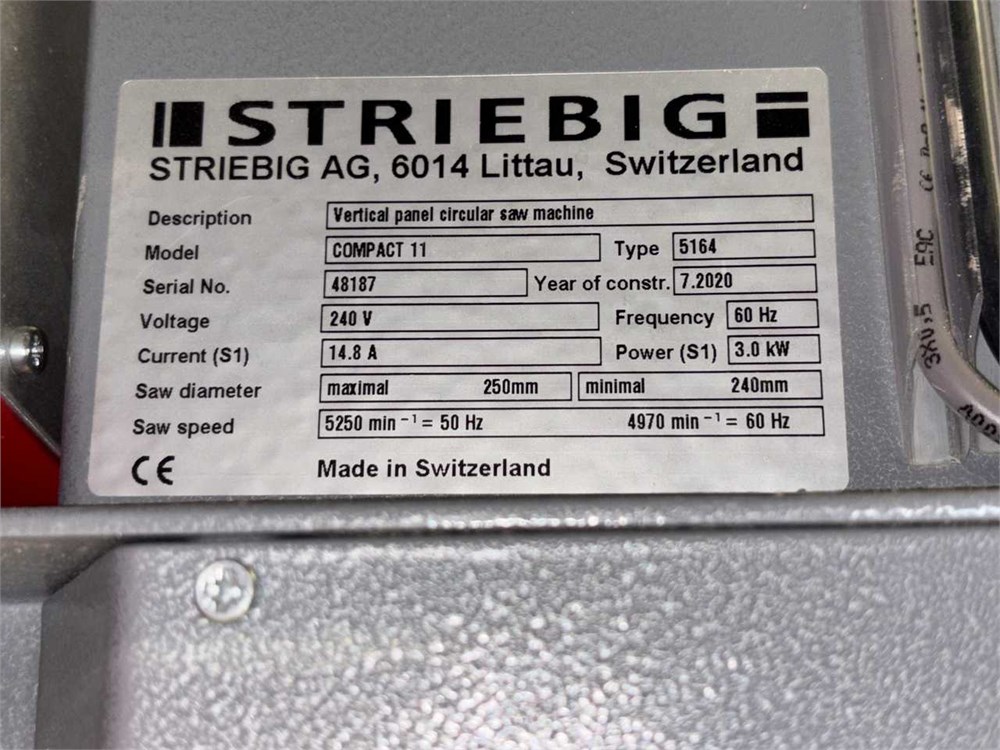 STRIEBIG
STRIEBIG AG, 6014 Littau, Switzerland
Description Vertical panel circular saw machine
Model COMPACT 11 Type 5164
Serial No. 48187 Year of constr. 7.2020
Voltage 240 V Frequency 60 Hz
Current (S1) 14.8 A Power (S1) 3.0 kW
Saw diameter maximal 250mm minimal 240mm
Saw speed 5250 min⁻¹ = 50 Hz 4970 min⁻¹ = 60 Hz
CE Made in Switzerland
EAC CE